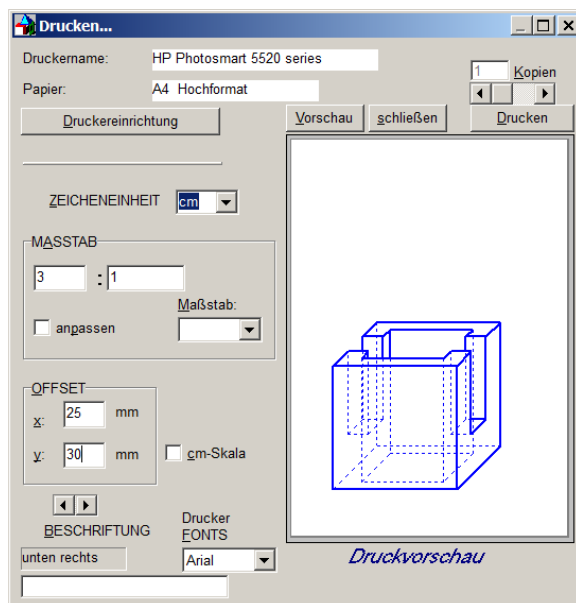 Drucken...
Druckername: HP Photosmart 5520 series
1 Kopien
Papier: A4 Hochformat
Druckereinrichtung
Vorschau schließen Drucken
ZEICHENEINHEIT cm
MASSTAB
3 : 1
Maßstab:
anpassen
OFFSET
x: 25 mm
y: 30 mm cm-Skala
BESCHRIFTUNG
Drucker
FONTS
unten rechts Arial
Druckvorschau